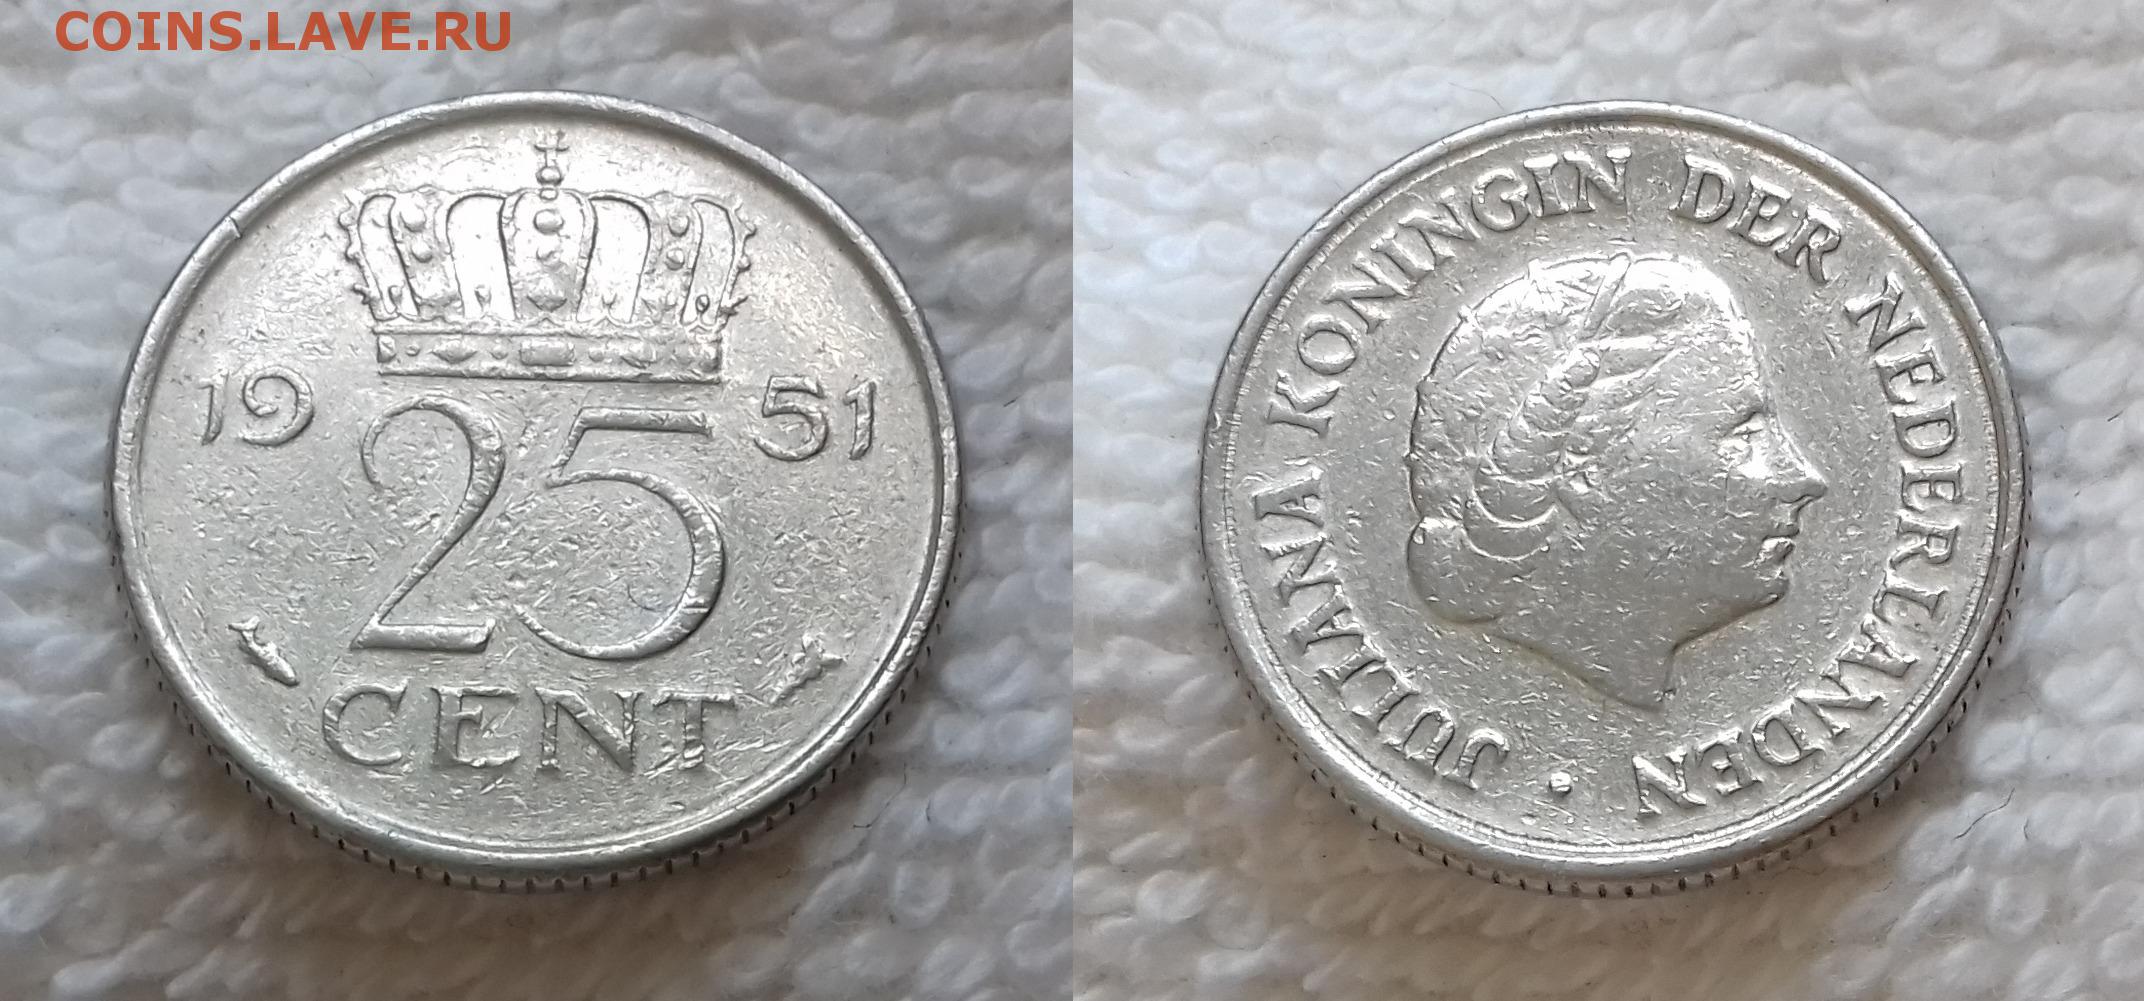 COINS.LAVE.RU
19 51
25
CENT
JULIANA KONINGIN DER NEDERLANDEN ·